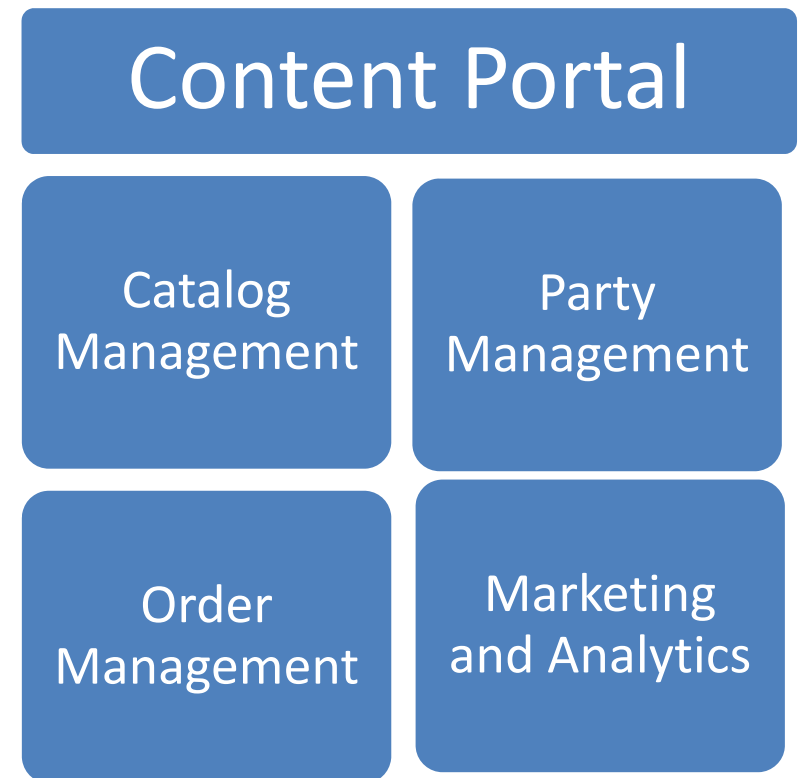 Content Portal
Catalog
Management
Party
Management
Order
Management
Marketing
and Analytics